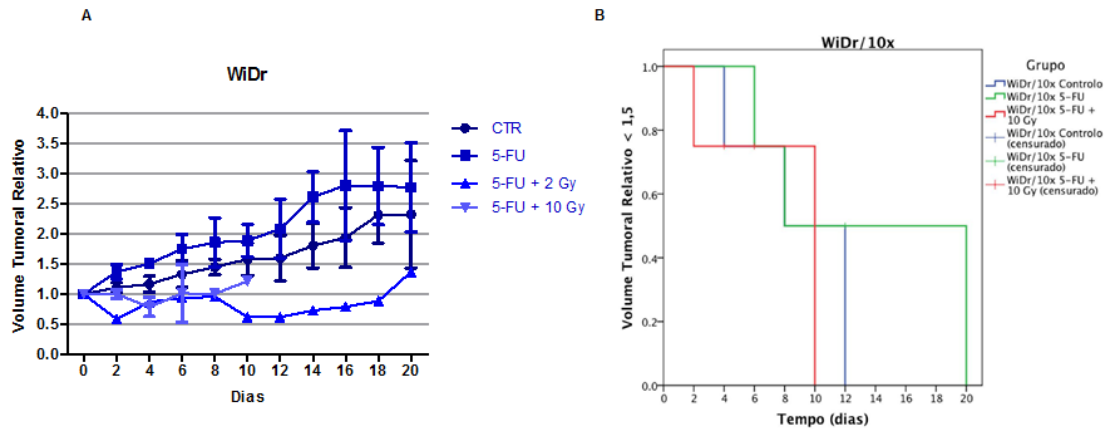 A
WiDr
Volume Tumoral Relativo
4.0
3.5
3.0
2.5
2.0
1.5
1.0
0.5
0.0
0 2 4 6 8 10 12 14 16 18 20
Dias
CTR
5-FU
5-FU + 2 Gy
5-FU + 10 Gy
B
WiDr/10x
Volume Tumoral Relativo < 1,5
1.0
0.8
0.6
0.4
0.2
0.0
0 2 4 6 8 10 12 14 16 18 20
Tempo (dias)
Grupo
WiDr/10x Controlo
WiDr/10x 5-FU
WiDr/10x 5-FU +
10 Gy
WiDr/10x Controlo
(censurado)
WiDr/10x 5-FU
(censurado)
WiDr/10x 5-FU +
10 Gy (censurado)